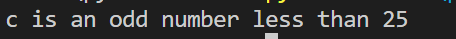 c is an odd number less than 25